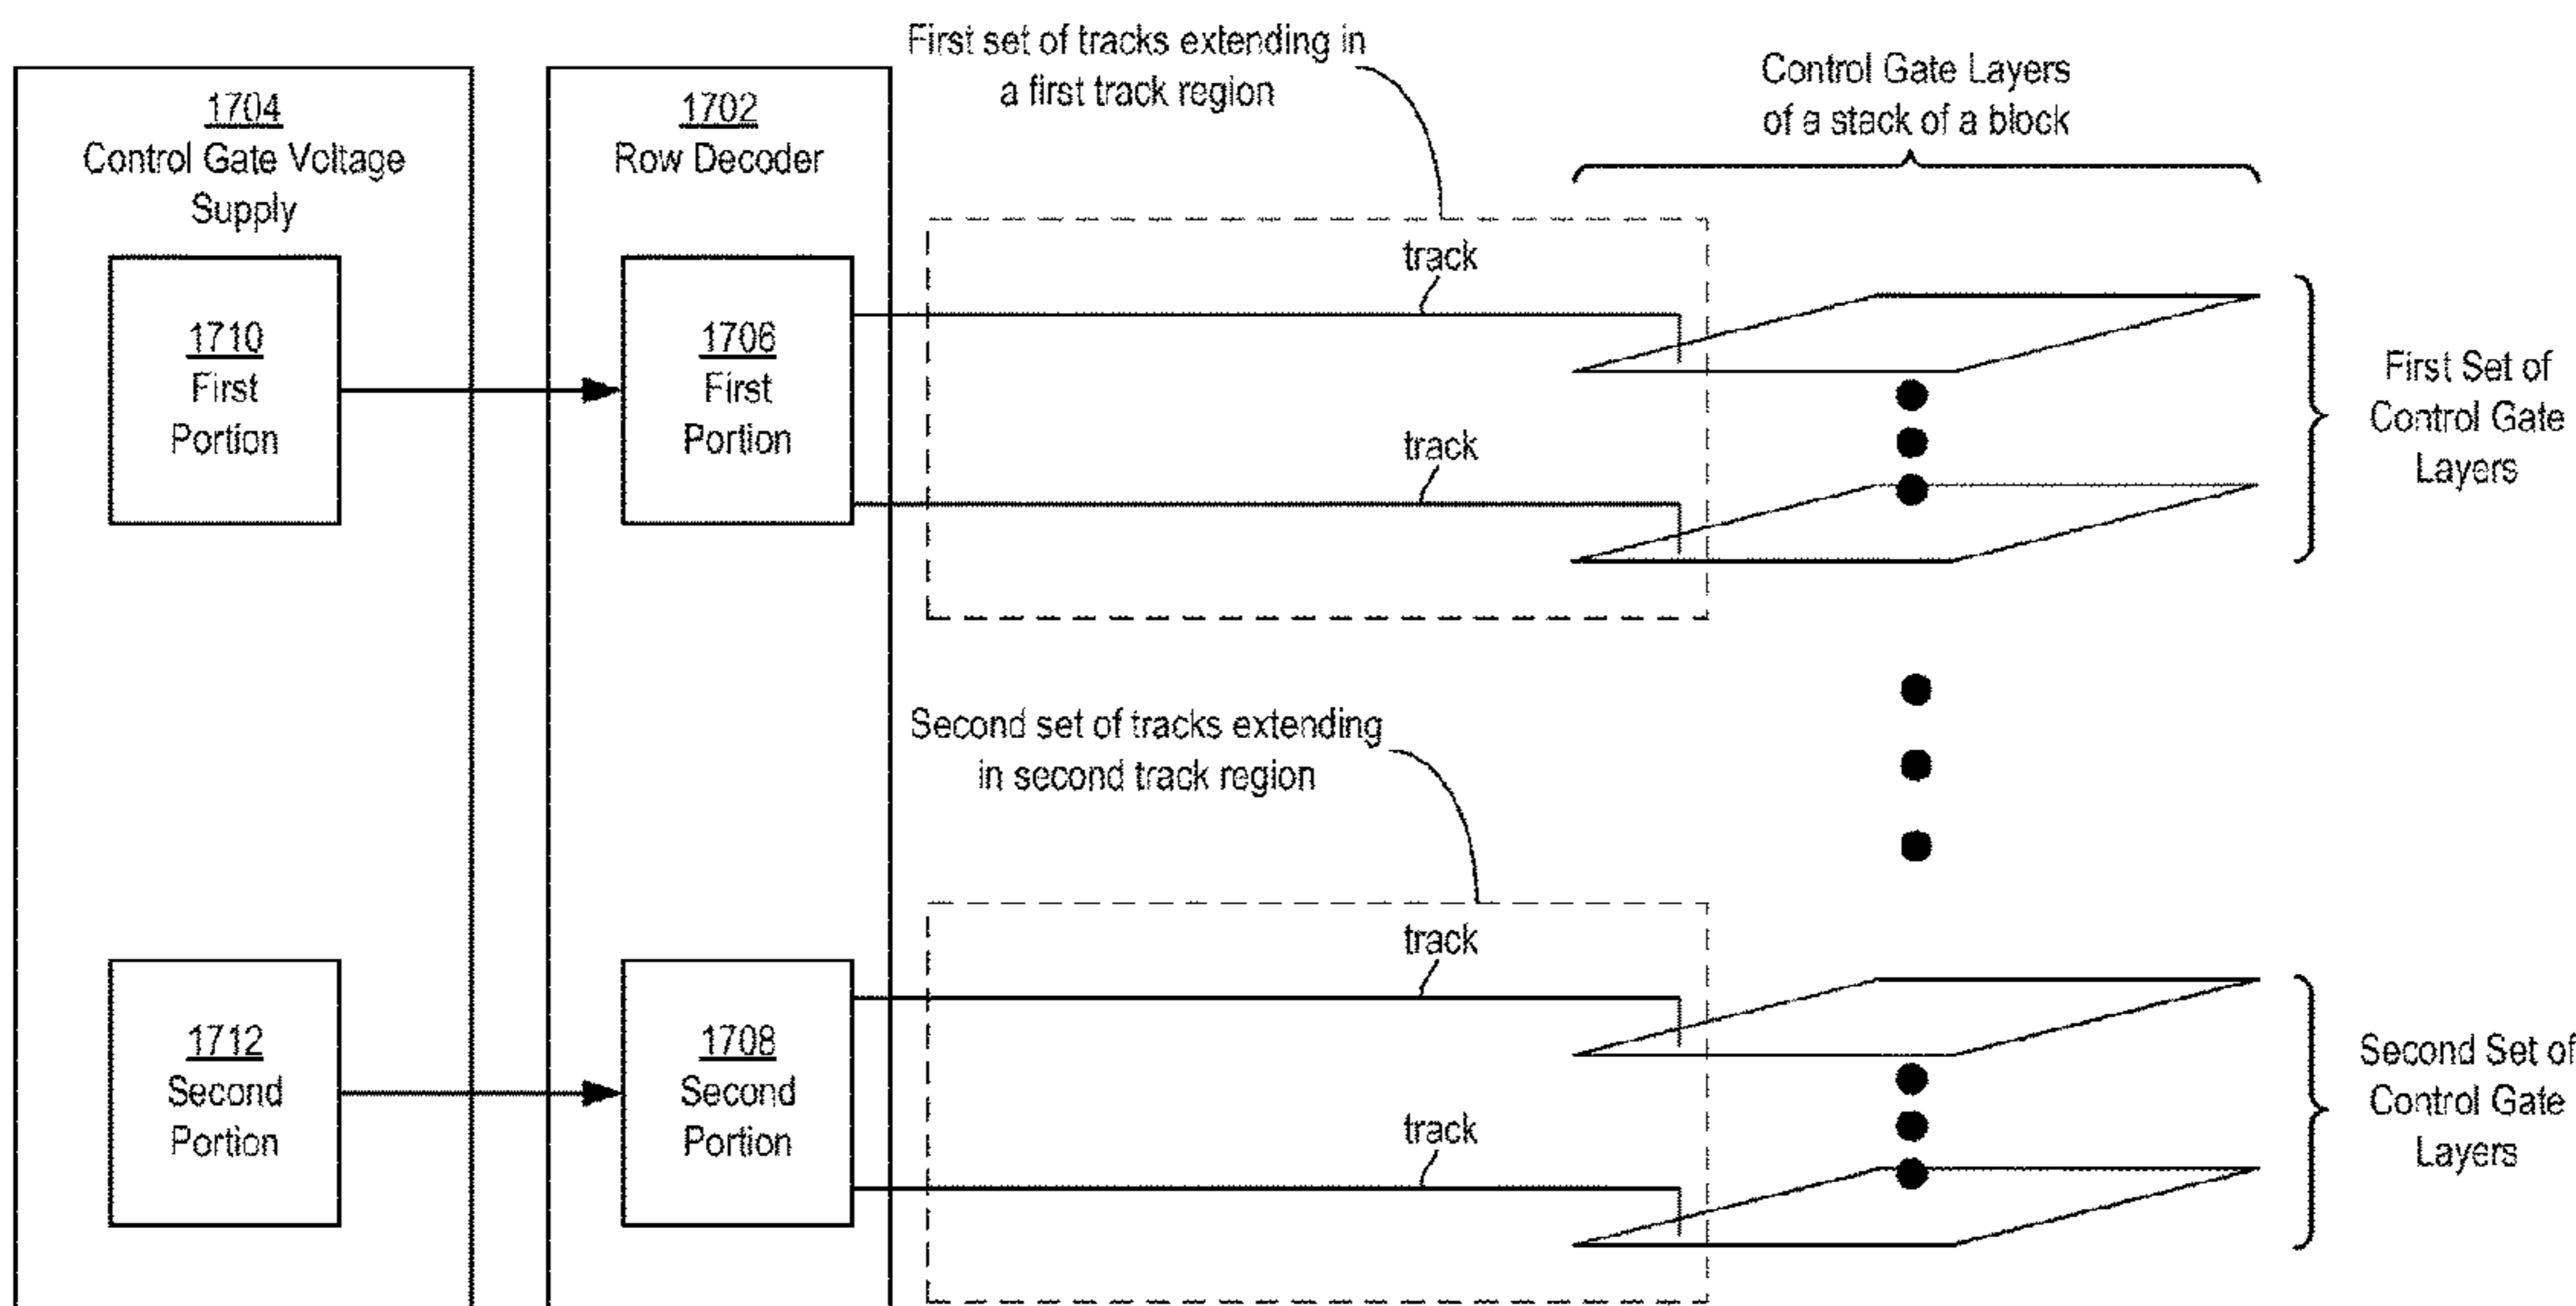 First set of tracks extending in
a first track region
Control Gate Layers
of a stack of a block
1704
Control Gate Voltage
Supply
1702
Row Decoder
1710
First
Portion
1706
First
Portion
track
track
First Set of
Control Gate
Layers
Second set of tracks extending
in second track region
1712
Second
Portion
1708
Second
Portion
track
track
Second Set of
Control Gate
Layers